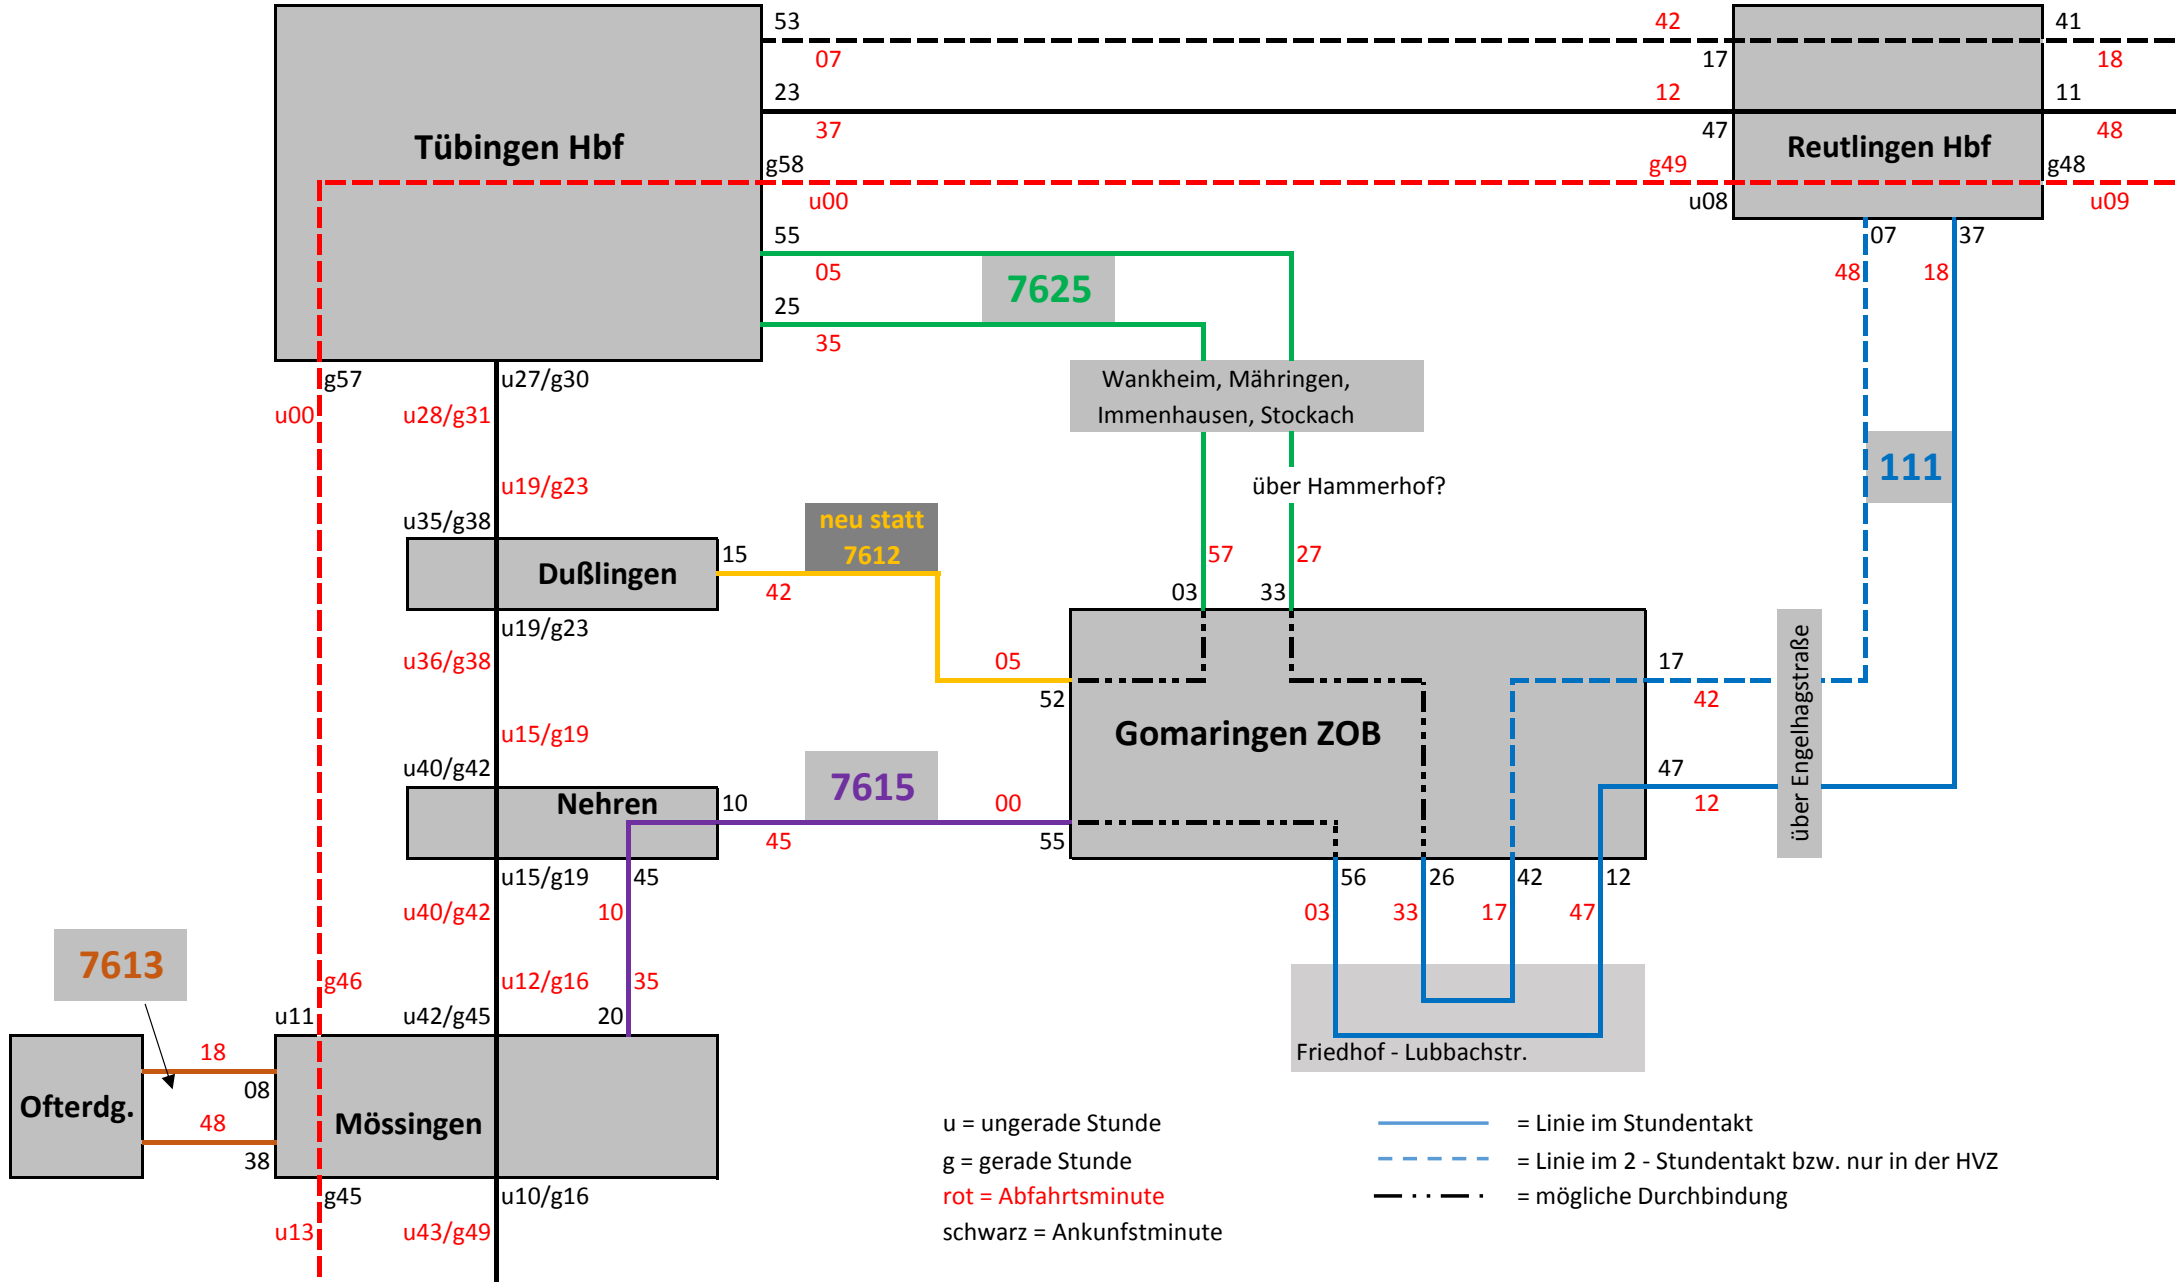 53
42
41
07
17
18
23
12
11
37
47
48
Tübingen Hbf
Reutlingen Hbf
g58
g49
g48
u00
u08
u09
55
07
37
05
48
18
7625
25
35
g57
u27/g30
Wankheim, Mähringen,
Immenhausen, Stockach
u00
u28/g31
111
u19/g23
über Hammerhof?
u35/g38
neu statt
7612
15
57
27
Dußlingen
42
03
33
u19/g23
u36/g38
05
17
52
42
über Engelhagstraße
Gomaringen ZOB
u15/g19
u40/g42
47
7615
Nehren
10
00
12
45
55
u15/g19
45
56
26
42
12
u40/g42
10
03
33
17
47
7613
g46
u12/g16
35
u11
u42/g45
20
18
Friedhof - Lubbachstr.
08
Ofterdg.
48
Mössingen
38
g45
u10/g16
u13
u43/g49
u = ungerade Stunde
g = gerade Stunde
rot = Abfahrtsminute
schwarz = Ankunfstminute
= Linie im Stundentakt
= Linie im 2 - Stundentakt bzw. nur in der HVZ
= mögliche Durchbindung